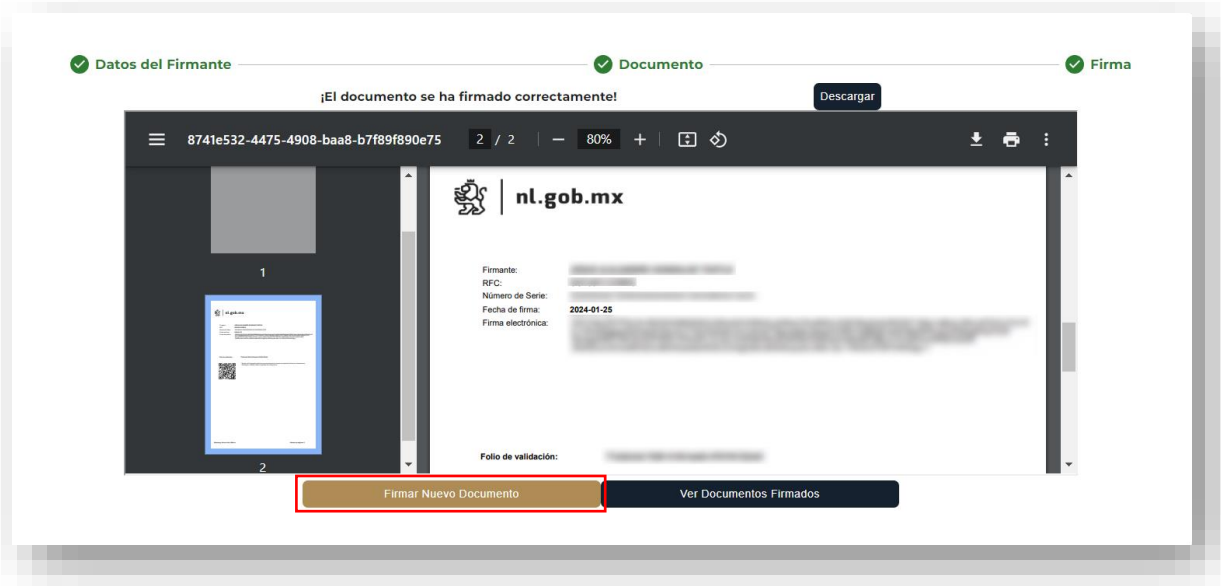 Datos del Firmante Documento Firma
¡El documento se ha firmado correctamente! Descargar
8741e532-4475-4908-baa8-b7f89f890e75 2 / 2 80%
nl.gob.mx
1
2
Firmante:
RFC:
Número de Serie:
Fecha de firma: 2024-01-25
Firma electrónica:
Folio de validación:
Firmar Nuevo Documento Ver Documentos Firmados